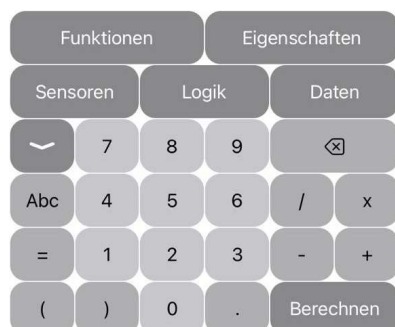 Funktionen Eigenschaften
Sensoren Logik Daten
7 8 9
Abc 4 5 6 / x
= 1 2 3 - +
( ) 0 . Berechnen